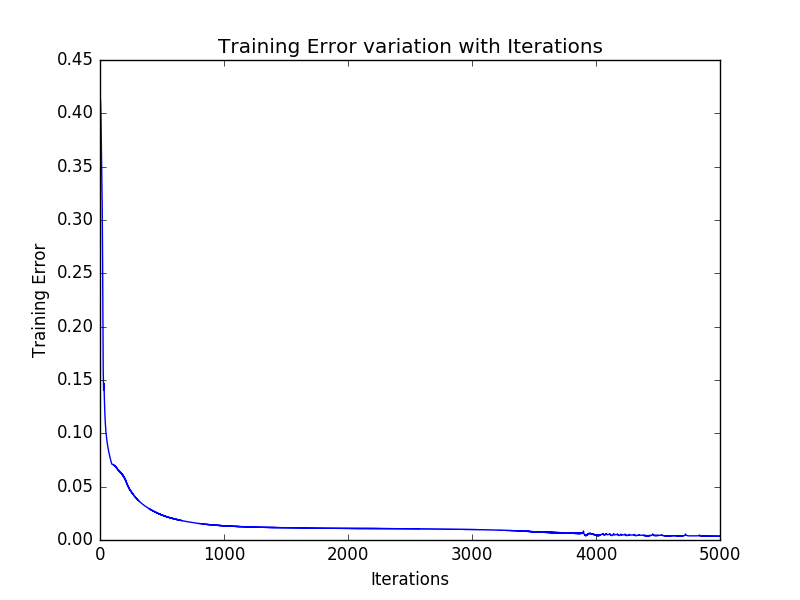 Training Error variation with Iterations
0.45
0.40
0.35
0.30
0.25
0.20
0.15
0.10
0.05
0.00
Training Error
0 1000 2000 3000 4000 5000
Iterations